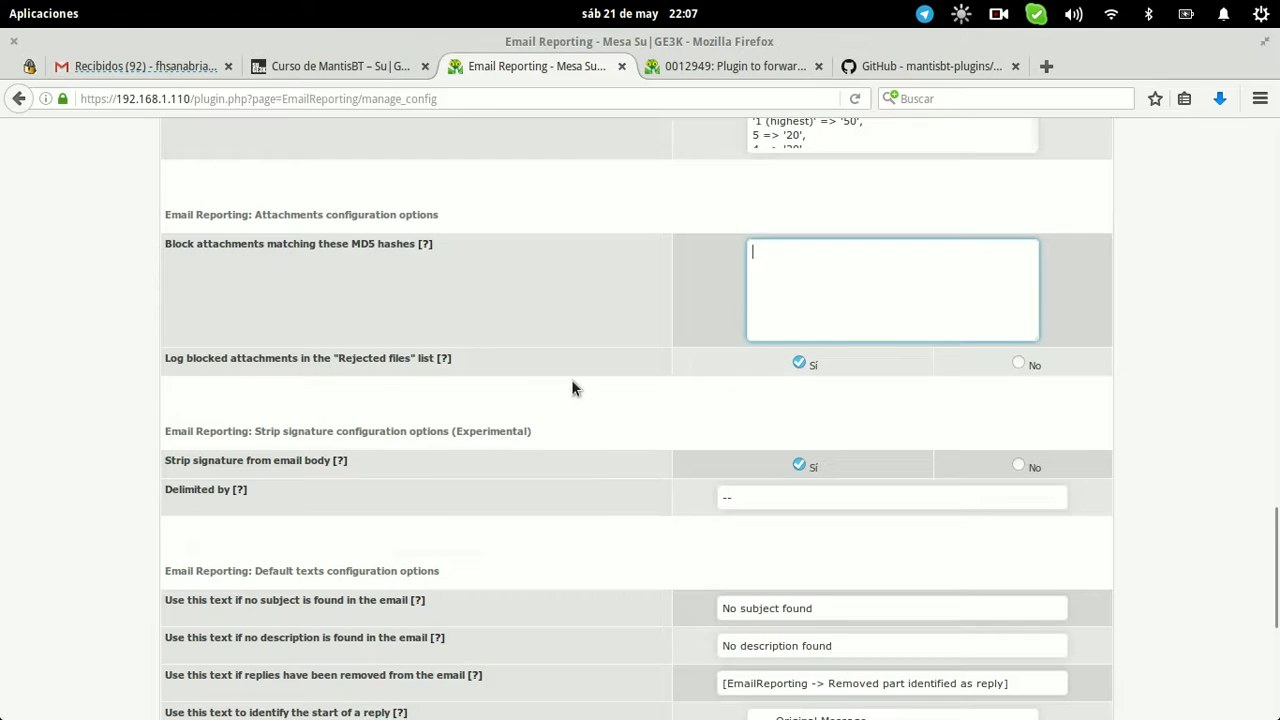 Aplicaciones
sáb 21 de may 22:07
Email Reporting - Mesa Su|GE3K - Mozilla Firefox
Recibidos (92) - fhsanabria...
Curso de MantisBT – Su|G...
Email Reporting - Mesa Su...
0012949: Plugin to forwar...
GitHub - mantisbt-plugins/...
https://192.168.1.110/plugin.php?page=EmailReporting/manage_config
Buscar
'1 (highest)' => '50',
5 => '20',
Email Reporting: Attachments configuration options
Block attachments matching these MD5 hashes [?]
Log blocked attachments in the "Rejected files" list [?]
Sí
No
Email Reporting: Strip signature configuration options (Experimental)
Strip signature from email body [?]
Sí
No
Delimited by [?]
--
Email Reporting: Default texts configuration options
Use this text if no subject is found in the email [?]
No subject found
Use this text if no description is found in the email [?]
No description found
Use this text if replies have been removed from the email [?]
[EmailReporting -> Removed part identified as reply]
Use this text to identify the start of a reply [?]
Original Message